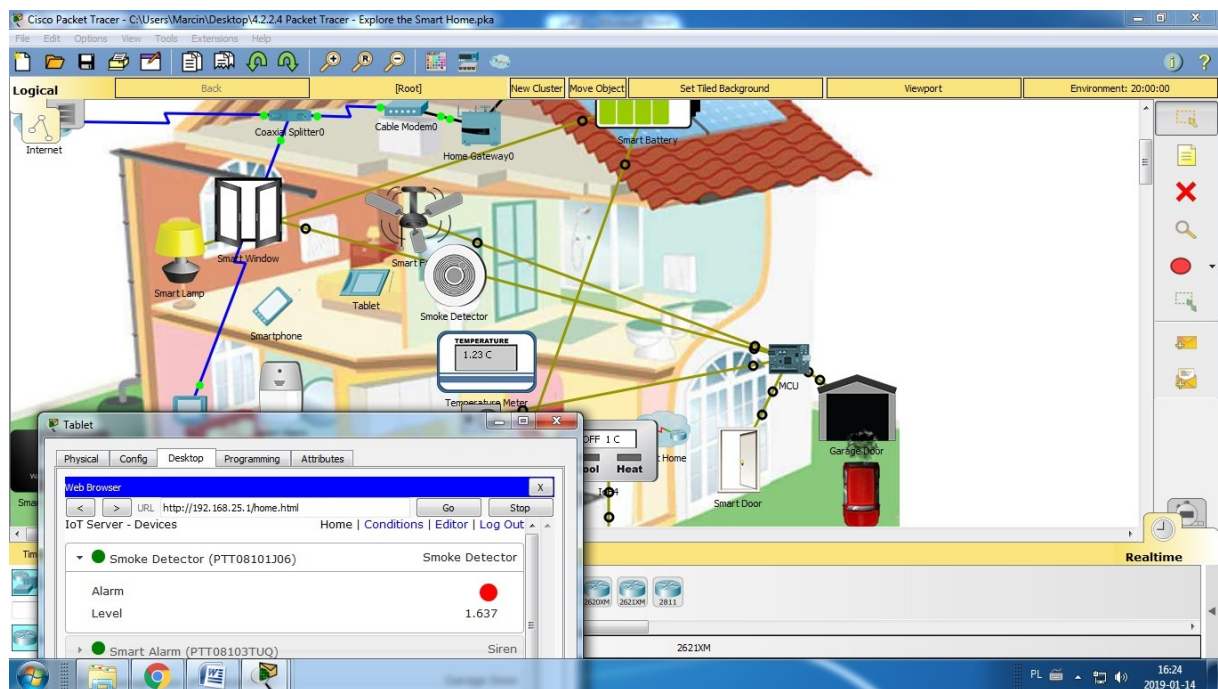 Cisco Packet Tracer - C:\Users\Marcin\Desktop\4.2.2.4 Packet Tracer - Explore the Smart Home.pka
File Edit Options View Tools Extensions Help
Logical Back [Root] New Cluster Move Object Set Tiled Background Viewport Environment: 20:00:00
Internet
Coaxial Splitter0
Cable Modem0
Home Gateway0
Smart Battery
Smart Window
Smart Lamp
Smart
Tablet
Smoke Detector
Smartphone
TEMPERATURE
1.23 C
Temperature Meter
MCU
Garage Door
OFF 1 C
Heat
Home
Smart Door
Tablet
Physical Config Desktop Programming Attributes
Web Browser X
< > URL http://192.168.25.1/home.html Go Stop
IoT Server - Devices Home | Conditions | Editor | Log Out
Smoke Detector (PTT08101J06) Smoke Detector
Alarm
Level 1.637
Smart Alarm (PTT08103TUQ) Siren
Garage Door
Realtime
2620XM 2621XM 2811
2621XM
PL 16:24
2019-01-14